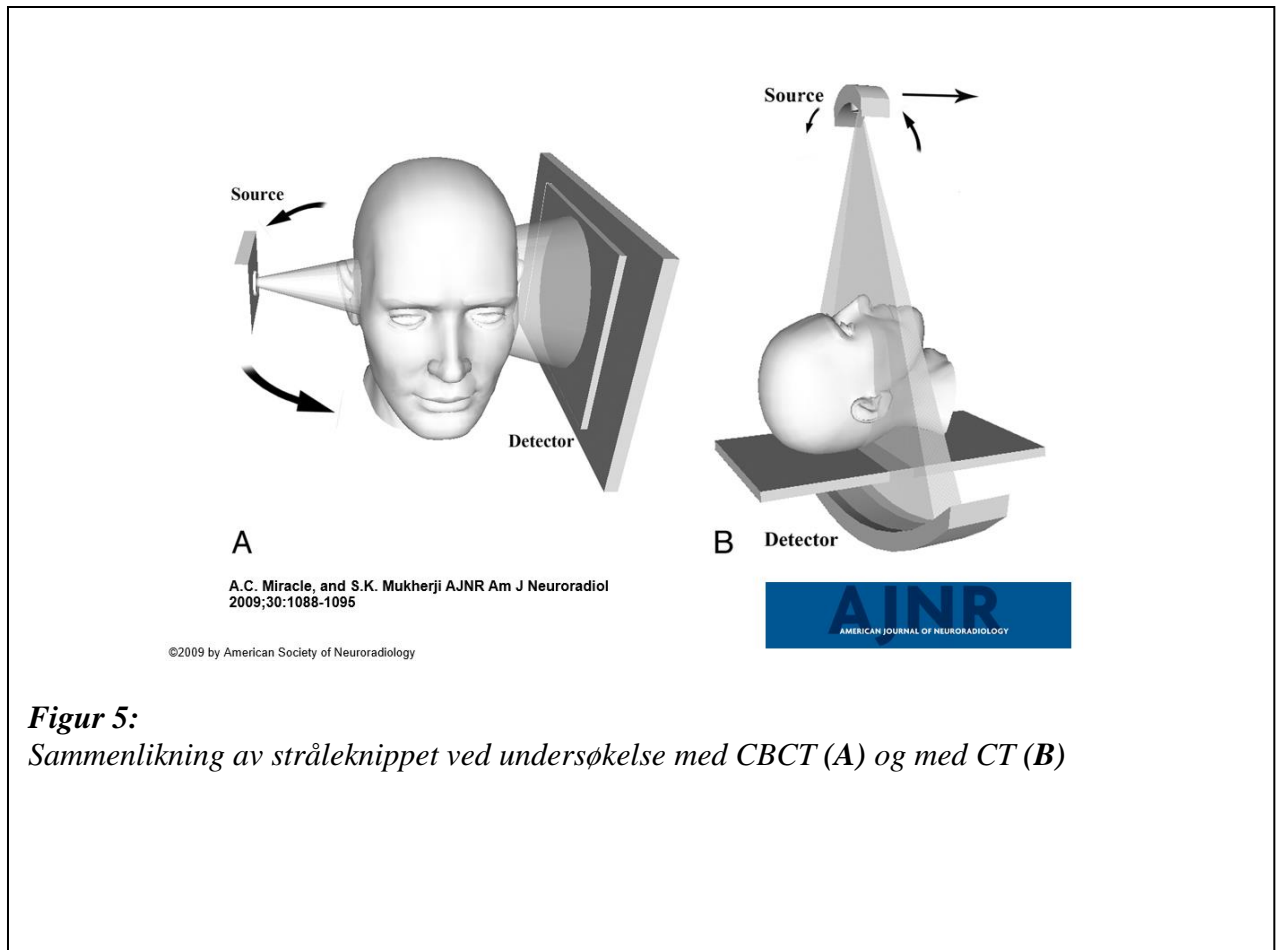 Source
Detector
A
Source
Detector
B
A.C. Miracle, and S.K. Mukherji AJNR Am J Neuroradiol
2009;30:1088-1095
AJNR
AMERICAN JOURNAL OF NEURORADIOLOGY
©2009 by American Society of Neuroradiology
Figur 5:
Sammenlikning av stråleknippet ved undersøkelse med CBCT (A) og med CT (B)